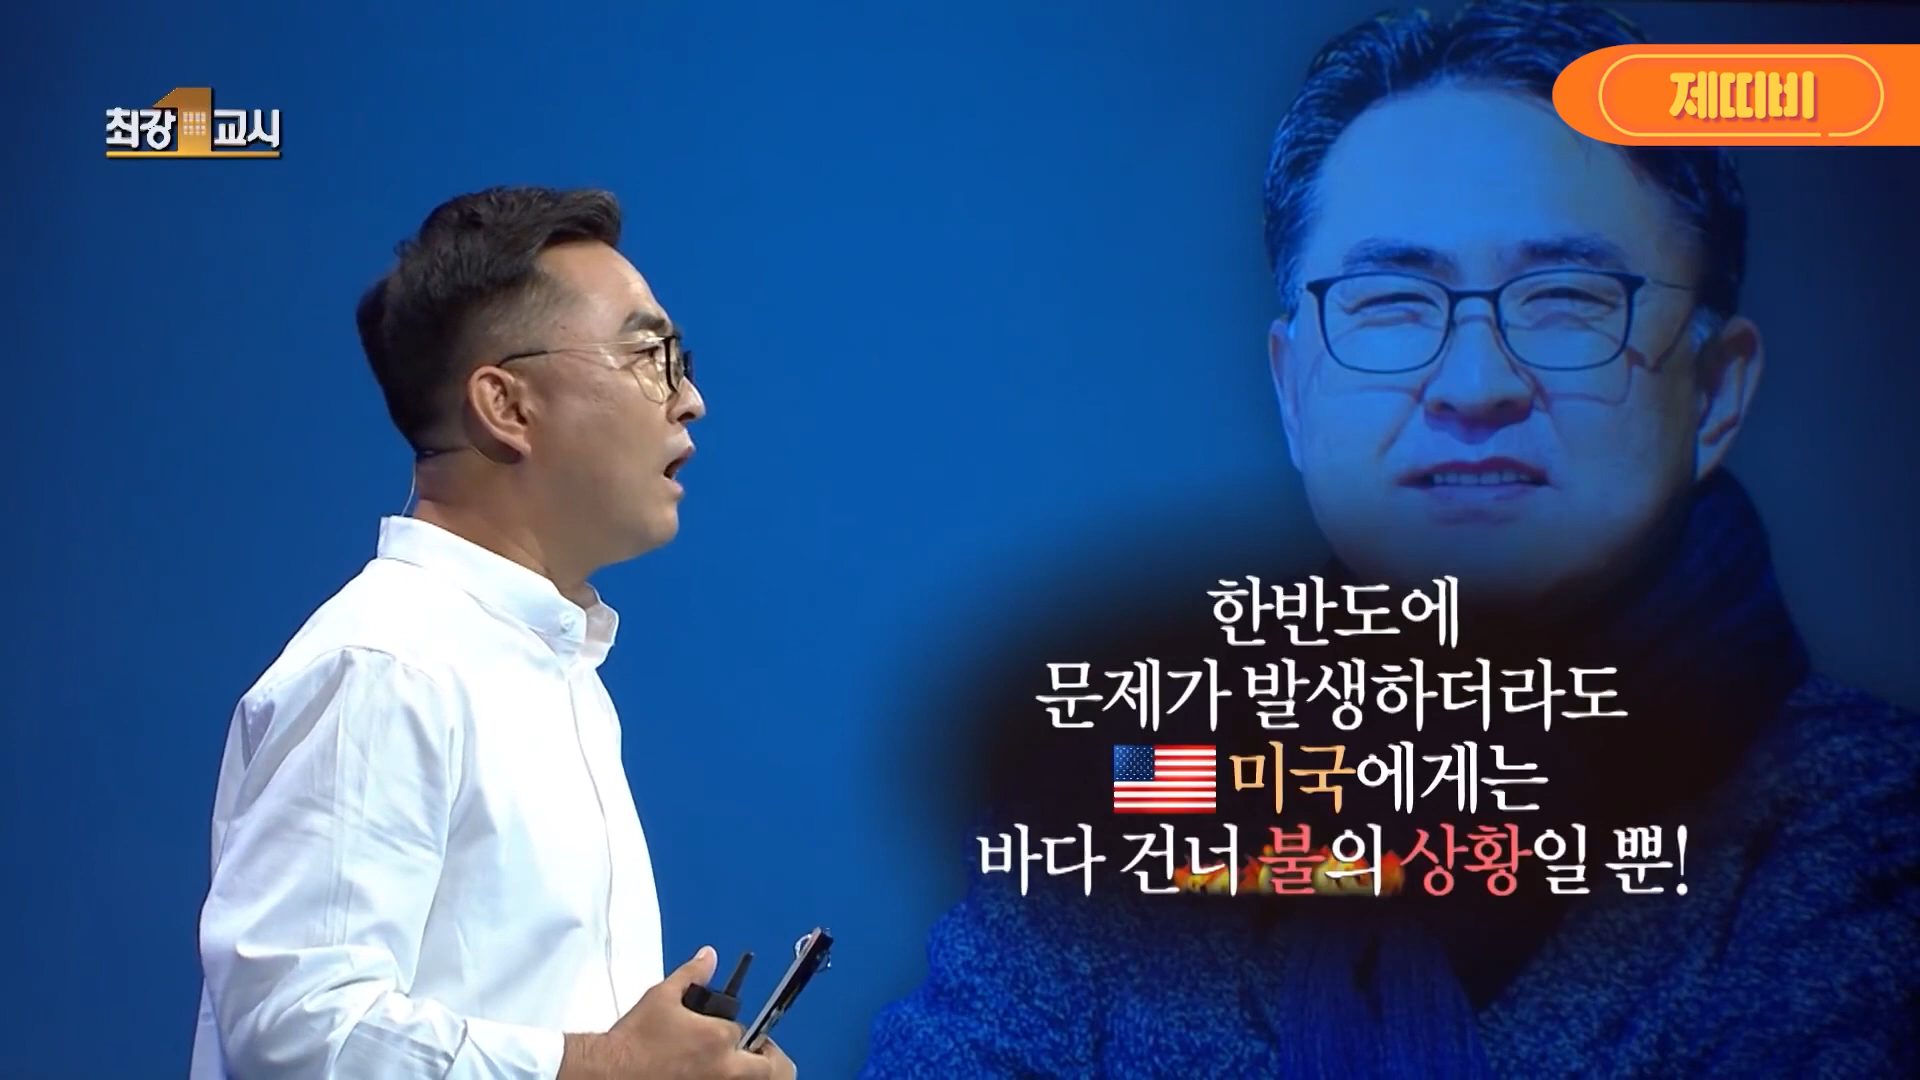 최강1교시
제띠비
한반도에
문제가 발생하더라도
미국에게는
바다 건너 불의 상황일 뿐!